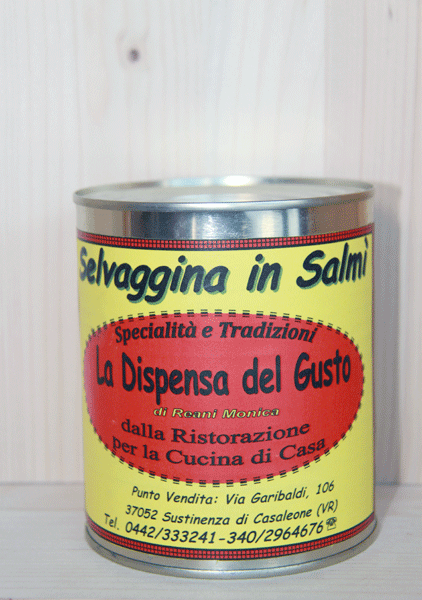 Selvaggina in Salmì
Specialità e Tradizioni
La Dispensa del Gusto
di Reani Monica
dalla Ristorazione
per la Cucina di Casa
Punto Vendita: Via Garibaldi, 106
37052 Sustinenza di Casaleone (VR)
Tel. 0442/333241-340/2964676☎